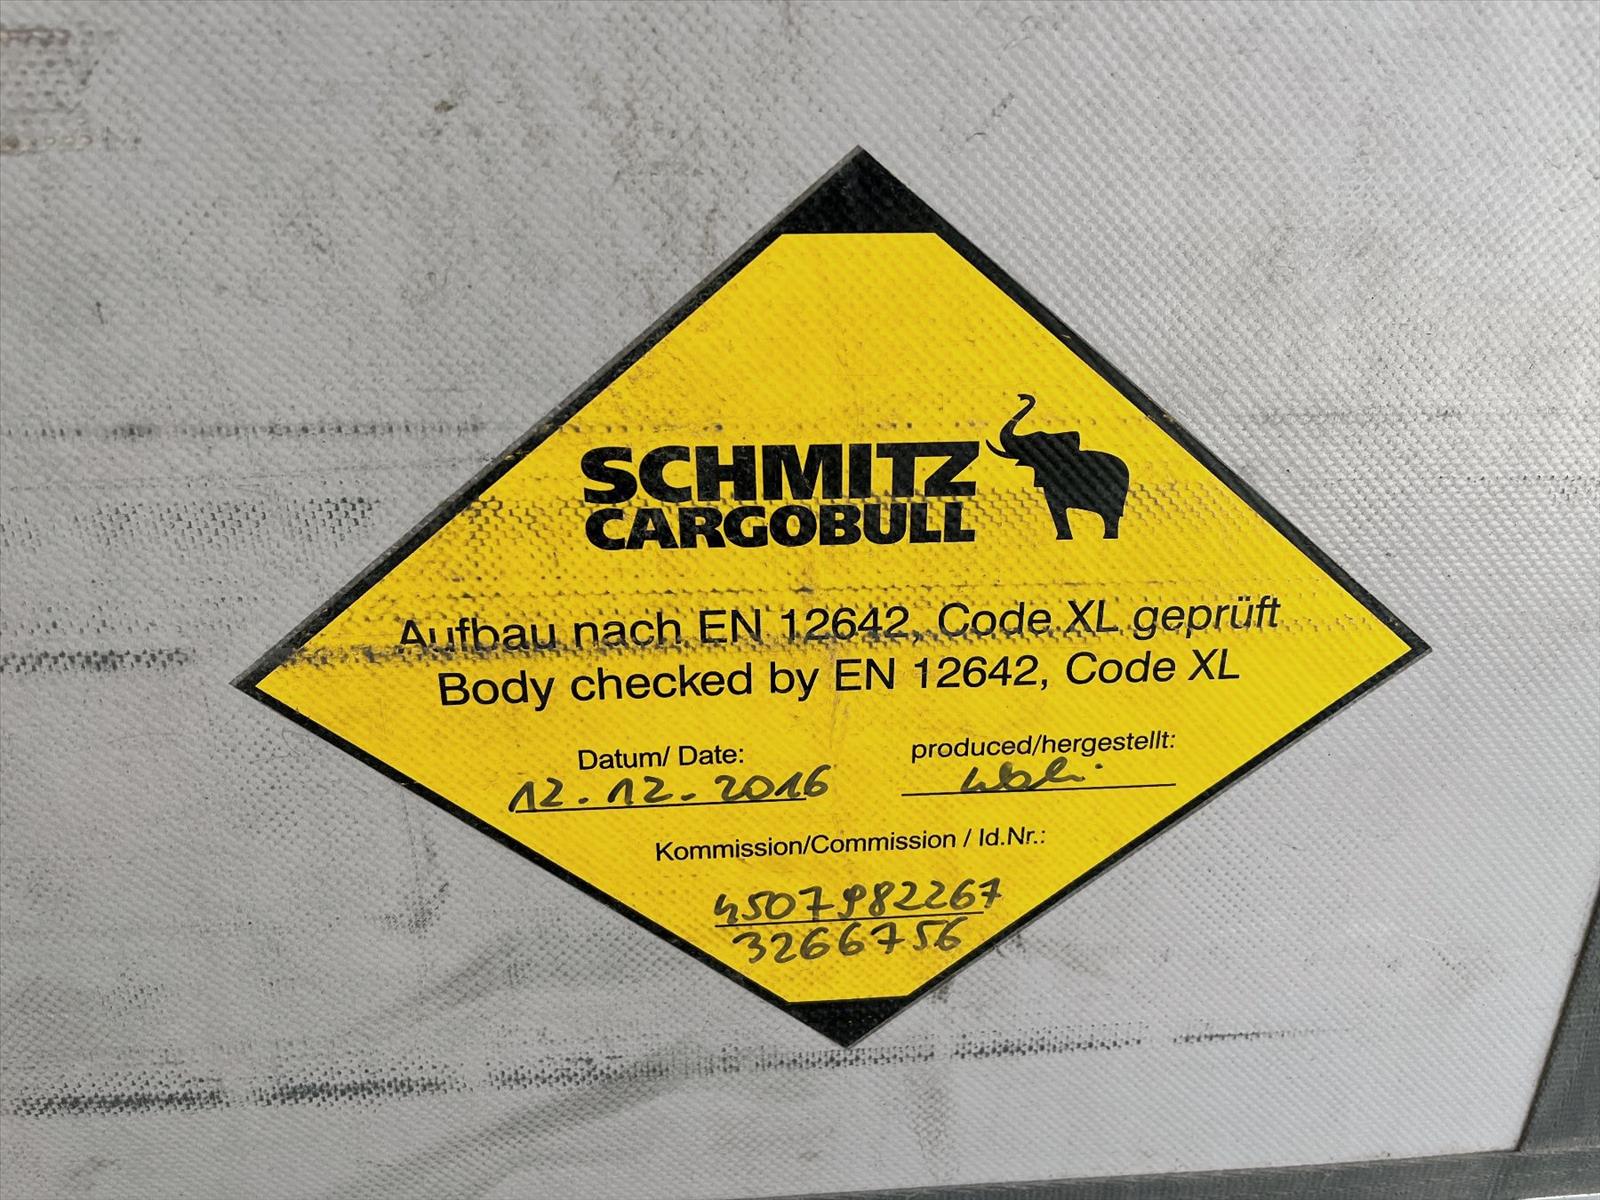 SCHMITZ
CARGOBULL
Aufbau nach EN 12642, Code XL geprüft
Body checked by EN 12642, Code XL
Datum/ Date:
12.12.2016
produced/hergestellt:
Kommission/Commission / Id.Nr.:
4507982267
3266756